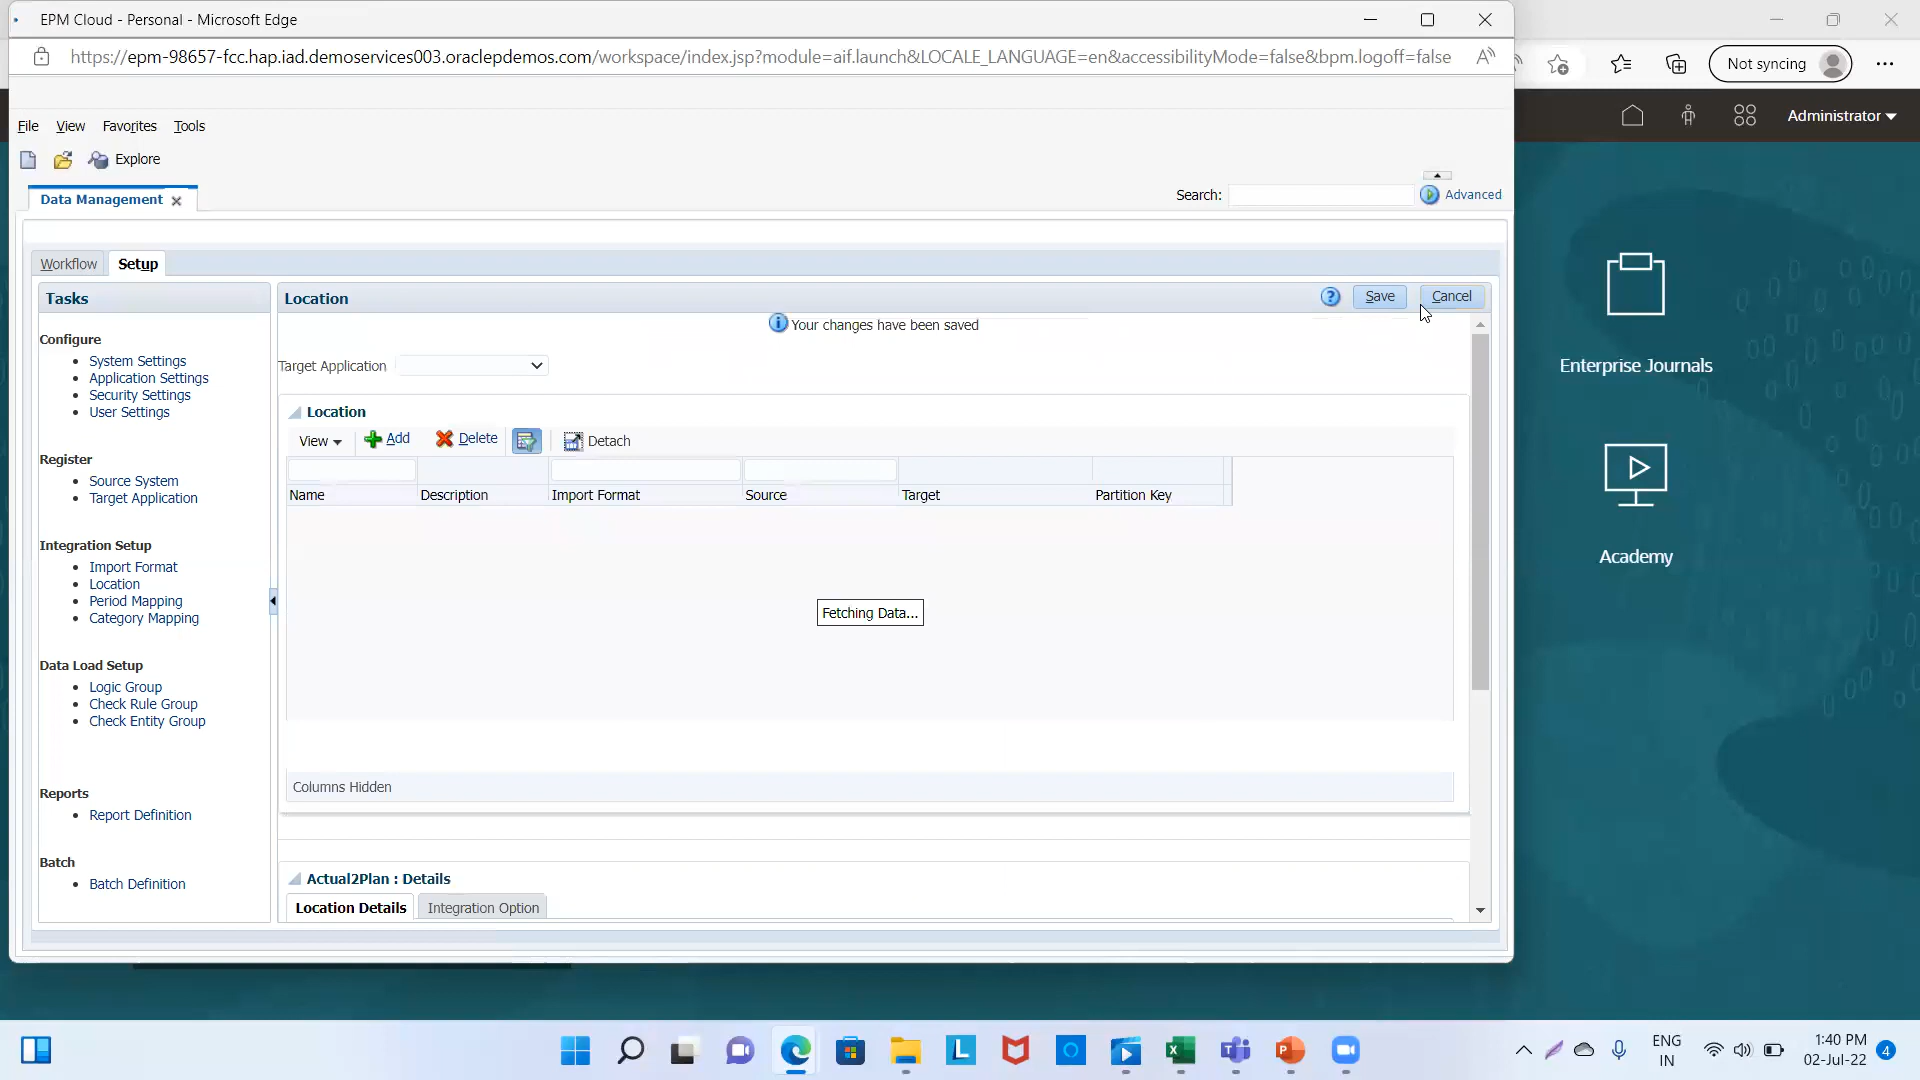 EPM Cloud - Personal - Microsoft Edge
https://epm-98657-fcc.hap.iad.demoservices003.oraclepdemos.com/workspace/index.jsp?module=aif.launch&LOCALE_LANGUAGE=en&accessibilityMode=false&bpm.logoff=false
Not syncing
Administrator
File View Favorites Tools
Explore
Data Management
Search:
Advanced
Workflow Setup
Tasks
Configure
System Settings
Application Settings
Security Settings
User Settings
Register
Source System
Target Application
Integration Setup
Import Format
Location
Period Mapping
Category Mapping
Data Load Setup
Logic Group
Check Rule Group
Check Entity Group
Reports
Report Definition
Batch
Batch Definition
Location
Save Cancel
Your changes have been saved
Target Application
Location
View Add Delete Detach
Name Description Import Format Source Target Partition Key
Fetching Data...
Columns Hidden
Actual2Plan : Details
Location Details Integration Option
Enterprise Journals
Academy
ENG
IN
1:40 PM
02-Jul-22
4